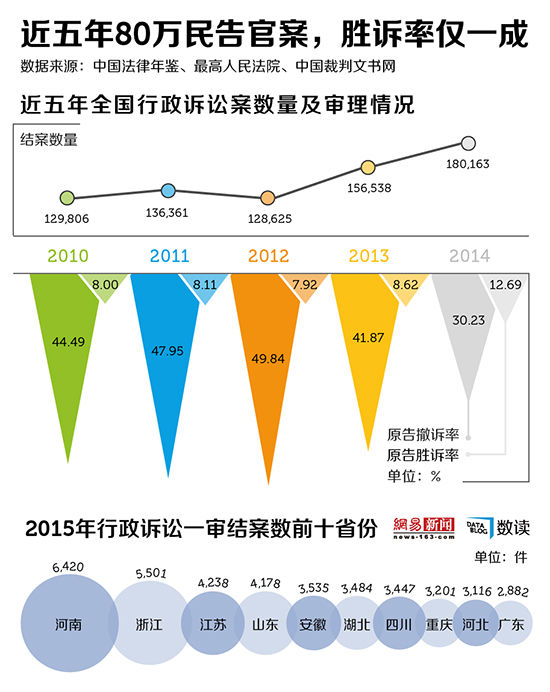 近五年80万民告官案，胜诉率仅一成
数据来源：中国法律年鉴、最高人民法院、中国裁判文书网
近五年全国行政诉讼案数量及审理情况
结案数量
129,806
136,361
128,625
156,538
180,163
2010
2011
2012
2013
2014
44.49
8.00
47.95
8.11
49.84
7.92
41.87
8.62
30.23
12.69
原告撤诉率
原告胜诉率
单位：%
2015年行政诉讼一审结案数前十省份
網易 新闻
news·163.com
DATA BLOG 数读
单位：件
6,420
5,501
4,238
4,178
3,535
3,484
3,447
3,201
3,116
2,882
河南
浙江
江苏
山东
安徽
湖北
四川
重庆
河北
广东